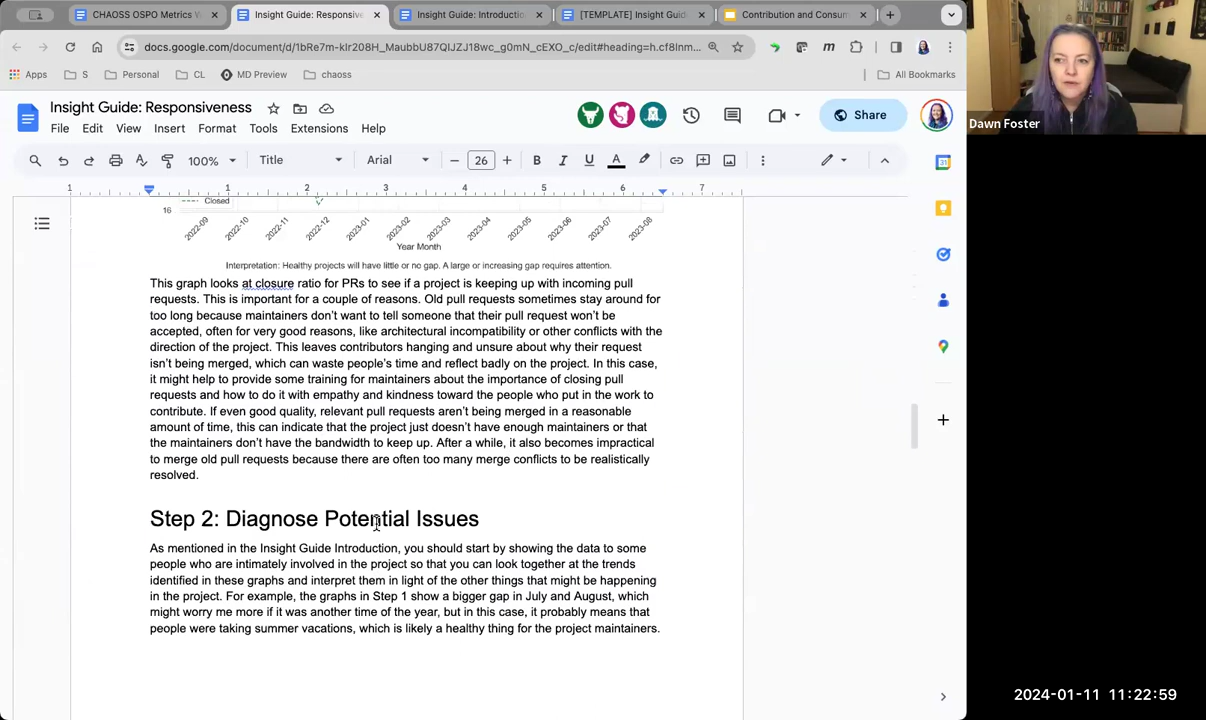 CHAOSS OSPO Metrics W
Insight Guide: Responsive
Insight Guide: Introductio
[TEMPLATE] Insight Guid
Contribution and Consum
docs.google.com/document/d/1bRe7m-kIr208H_MaubbU87QIJZJ18wc_g0mN_cEXO_c/edit#heading=h.cf8lnm...
Apps
S
Personal
CL
MD Preview
chaoss
All Bookmarks
Insight Guide: Responsiveness
File Edit View Insert Format Tools Extensions Help
Share
100% Title Arial 26 B I U A
1 1 2 3 4 5 6 7
Closed
16
2022-09 2022-10 2022-11 2022-12 2023-01 2023-02 2023-03 2023-04 2023-05 2023-06 2023-07 2023-08
Year Month
Interpretation: Healthy projects will have little or no gap. A large or increasing gap requires attention.
This graph looks at closure ratio for PRs to see if a project is keeping up with incoming pull
requests. This is important for a couple of reasons. Old pull requests sometimes stay around for
too long because maintainers don't want to tell someone that their pull request won't be
accepted, often for very good reasons, like architectural incompatibility or other conflicts with the
direction of the project. This leaves contributors hanging and unsure about why their request
isn't being merged, which can waste people's time and reflect badly on the project. In this case,
it might help to provide some training for maintainers about the importance of closing pull
requests and how to do it with empathy and kindness toward the people who put in the work to
contribute. If even good quality, relevant pull requests aren't being merged in a reasonable
amount of time, this can indicate that the project just doesn't have enough maintainers or that
the maintainers don't have the bandwidth to keep up. After a while, it also becomes impractical
to merge old pull requests because there are often too many merge conflicts to be realistically
resolved.
Step 2: Diagnose Potential Issues
As mentioned in the Insight Guide Introduction, you should start by showing the data to some
people who are intimately involved in the project so that you can look together at the trends
identified in these graphs and interpret them in light of the other things that might be happening
in the project. For example, the graphs in Step 1 show a bigger gap in July and August, which
might worry me more if it was another time of the year, but in this case, it probably means that
people were taking summer vacations, which is likely a healthy thing for the project maintainers.
Dawn Foster
2024-01-11 11:22:59